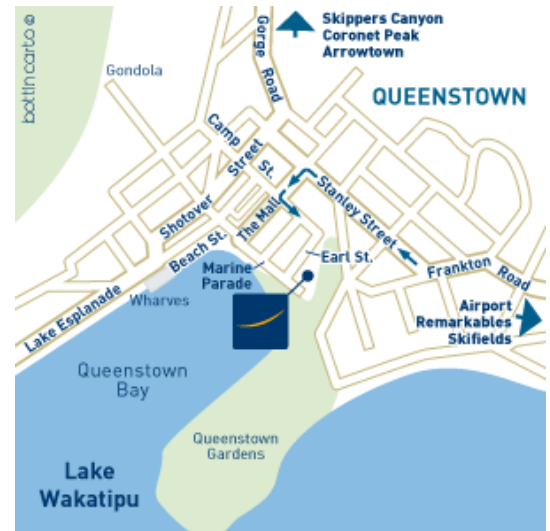 bottin carto ©
Skippers Canyon
Coronet Peak
Arrowtown
Gorge
Road
Gondola
QUEENSTOWN
Camp
St.
Shotover
Street
Stanley Street
The Mall
Beach St.
Earl St.
Marine
Parade
Frankton
Road
Wharves
Lake Esplanade
Airport
Remarkables
Skifields
Queenstown
Bay
Queenstown
Gardens
Lake
Wakatipu